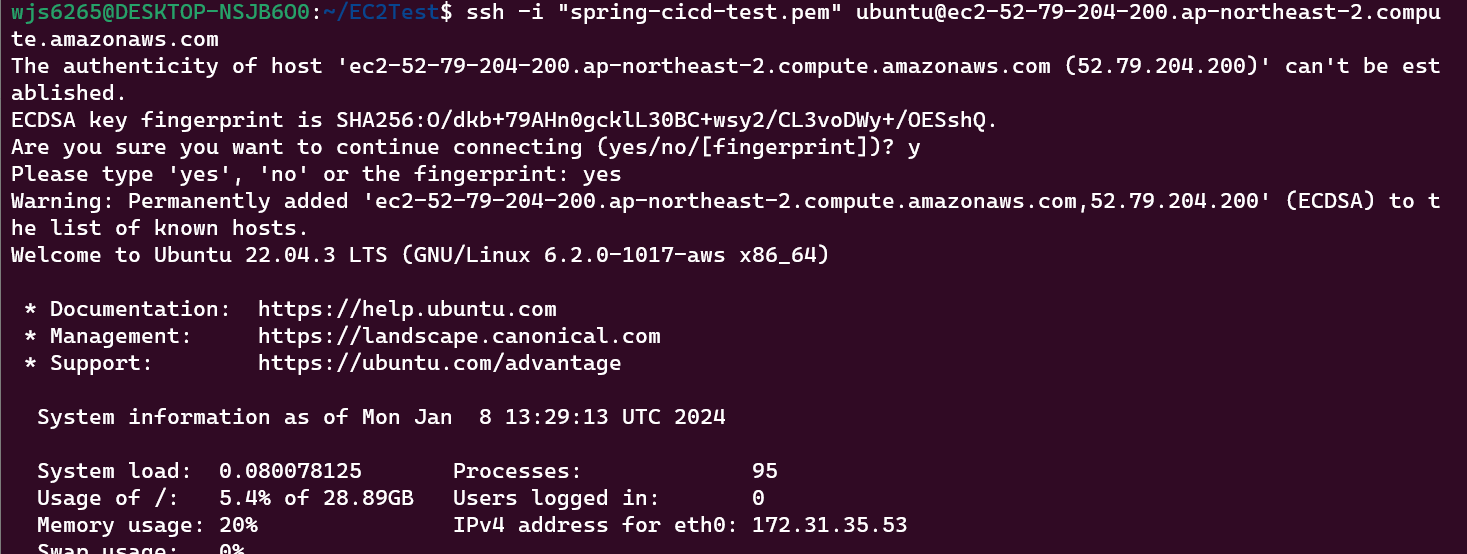 wjs6265@DESKTOP-NSJB6O0:~/EC2Test$ ssh -i "spring-cicd-test.pem" ubuntu@ec2-52-79-204-200.ap-northeast-2.compu
te.amazonaws.com
The authenticity of host 'ec2-52-79-204-200.ap-northeast-2.compute.amazonaws.com (52.79.204.200)' can't be est
ablished.
ECDSA key fingerprint is SHA256:O/dkb+79AHn0gcklL30BC+wsy2/CL3voDWy+/OESshQ.
Are you sure you want to continue connecting (yes/no/[fingerprint])? y
Please type 'yes', 'no' or the fingerprint: yes
Warning: Permanently added 'ec2-52-79-204-200.ap-northeast-2.compute.amazonaws.com,52.79.204.200' (ECDSA) to t
he list of known hosts.
Welcome to Ubuntu 22.04.3 LTS (GNU/Linux 6.2.0-1017-aws x86_64)

 * Documentation:  https://help.ubuntu.com
 * Management:     https://landscape.canonical.com
 * Support:        https://ubuntu.com/advantage

  System information as of Mon Jan  8 13:29:13 UTC 2024

  System load:  0.080078125       Processes:             95
  Usage of /:   5.4% of 28.89GB   Users logged in:       0
  Memory usage: 20%               IPv4 address for eth0: 172.31.35.53
  Swap usage:   0%